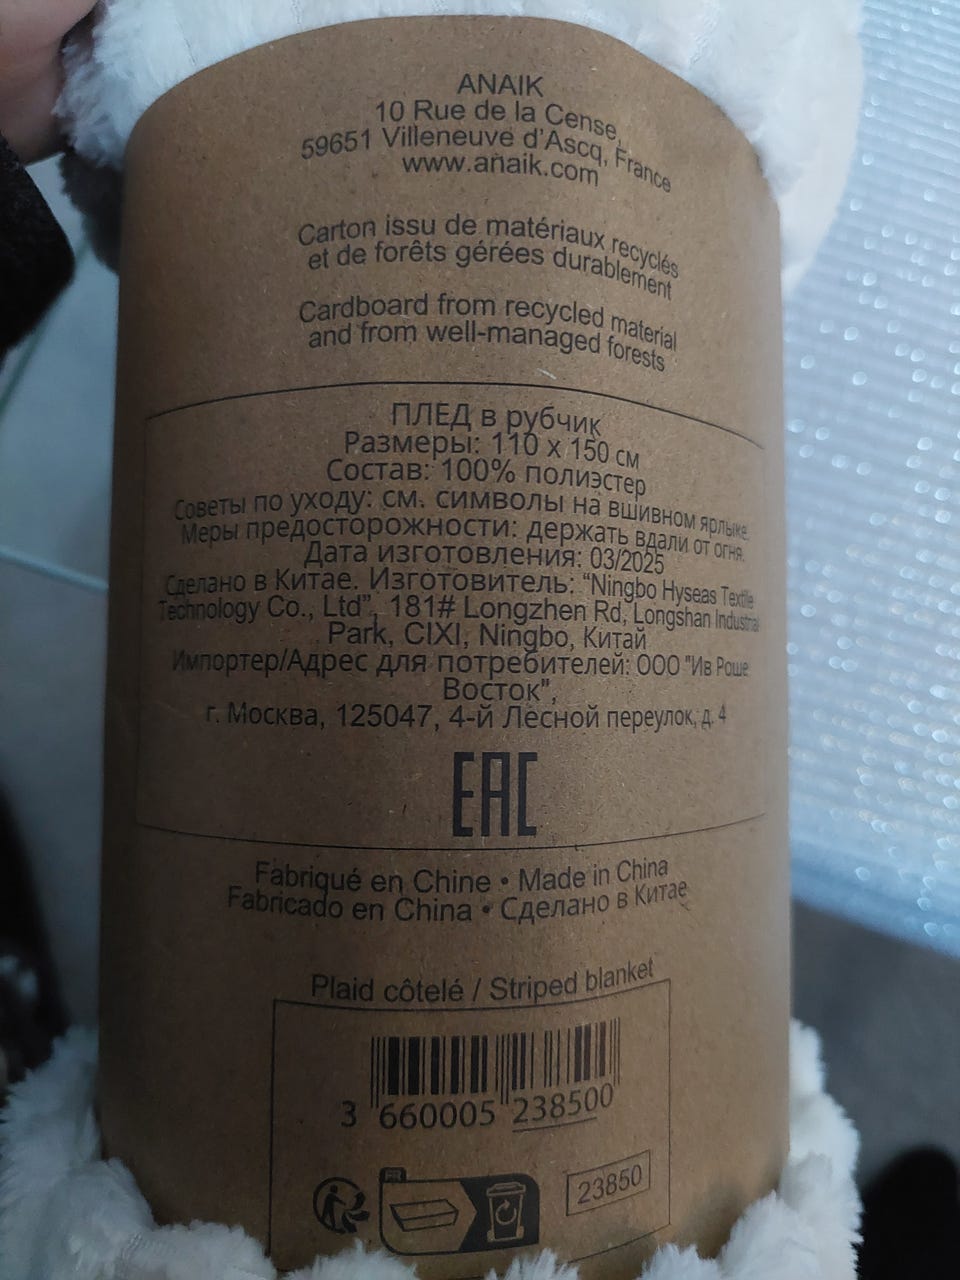 ANAIK
10 Rue de la Cense,
59651 Villeneuve d'Ascq, France
www.anaik.com
Carton issu de matériaux recyclés
et de forêts gérées durablement
Cardboard from recycled material
and from well-managed forests
ПЛЕД в рубчик
Размеры: 110 x 150 см
Состав: 100% полиэстер
Советы по уходу: см. символы на вшивном ярлыке.
Меры предосторожности: держать вдали от огня.
Дата изготовления: 03/2025
Сделано в Китае. Изготовитель: “Ningbo Hyseas Textile
Technology Co., Ltd”, 181# Longzhen Rd, Longshan Industrial
Park, CIXI, Ningbo, Китай
Импортер/Адрес для потребителей: ООО "Ив Роше
Восток",
г. Москва, 125047, 4-й Лесной переулок, д. 4
EAC
Fabriqué en Chine • Made in China
Fabricado en China • Сделано в Китае
Plaid côtelé / Striped blanket
3 660005 238500
FR
23850